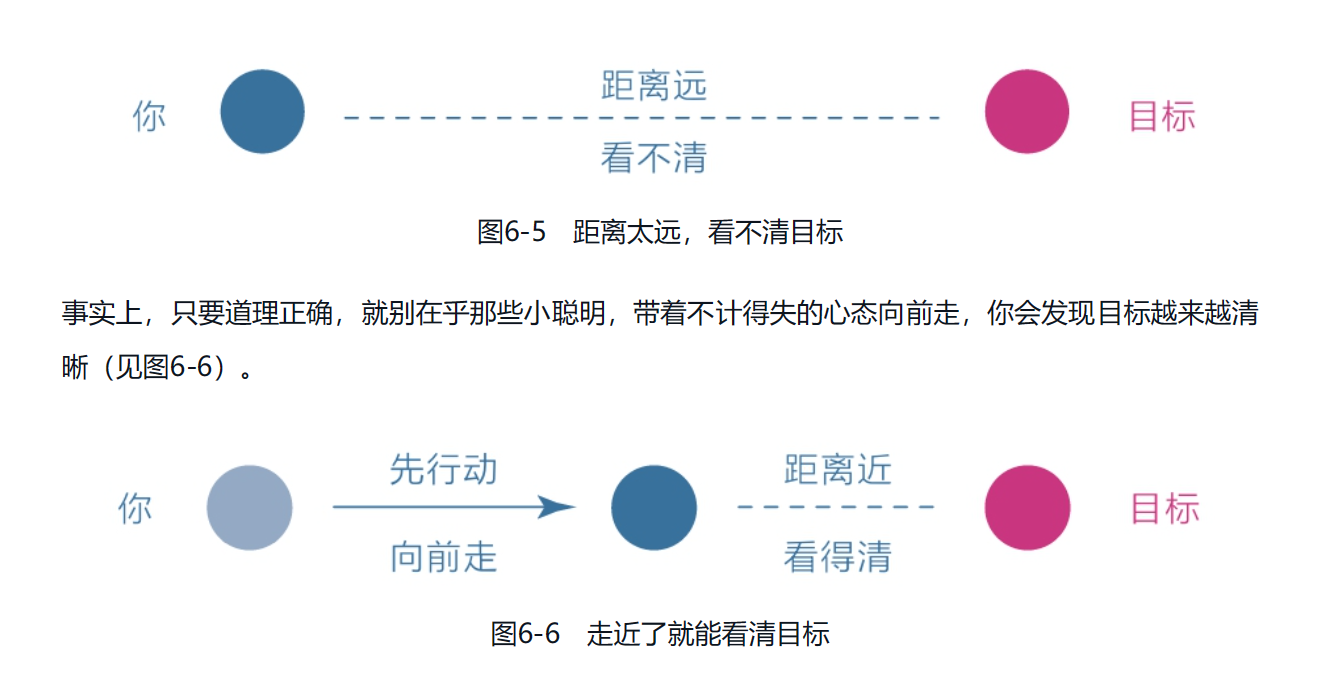 距离远
你
目标
看不清
图6-5 距离太远，看不清目标
事实上，只要道理正确，就别在乎那些小聪明，带着不计得失的心态向前走，你会发现目标越来越清
晰（见图6-6）。
先行动
距离近
你
目标
向前走
看得清
图6-6 走近了就能看清目标